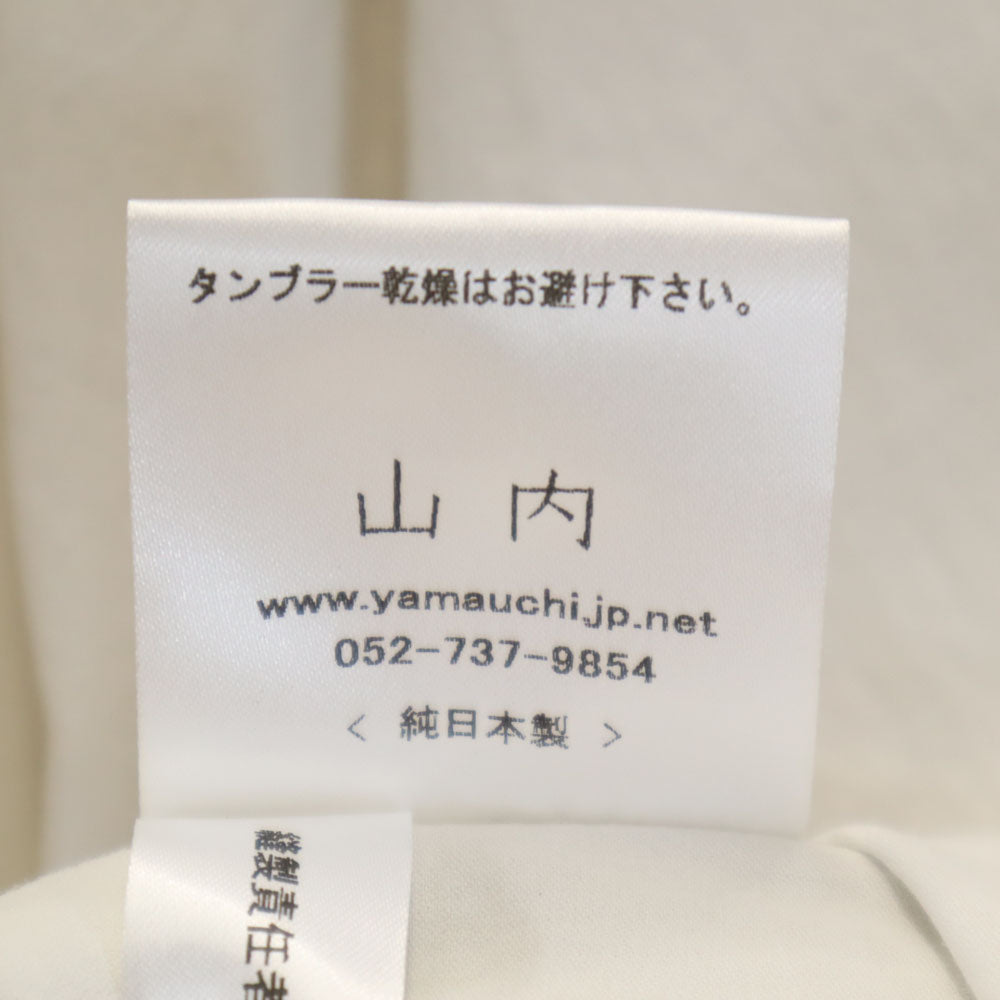 タンブラー乾燥はお避け下さい。
山内
www.yamauchi.jp.net
052-737-9854
< 純日本製 >
縫製責任者